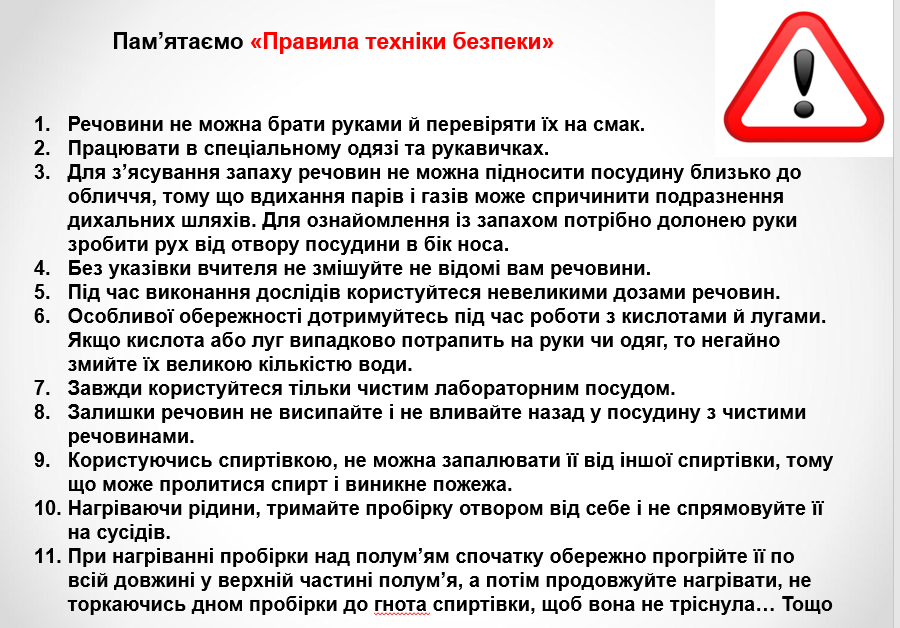 Пам’ятаємо «Правила техніки безпеки»
1. Речовини не можна брати руками й перевіряти їх на смак.
2. Працювати в спеціальному одязі та рукавичках.
3. Для з’ясування запаху речовин не можна підносити посудину близько до
обличчя, тому що вдихання парів і газів може спричинити подразнення
дихальних шляхів. Для ознайомлення із запахом потрібно долонею руки
зробити рух від отвору посудини в бік носа.
4. Без указівки вчителя не змішуйте не відомі вам речовини.
5. Під час виконання дослідів користуйтеся невеликими дозами речовин.
6. Особливої обережності дотримуйтесь під час роботи з кислотами й лугами.
Якщо кислота або луг випадково потрапить на руки чи одяг, то негайно
змийте їх великою кількістю води.
7. Завжди користуйтеся тільки чистим лабораторним посудом.
8. Залишки речовин не висипайте і не вливайте назад у посудину з чистими
речовинами.
9. Користуючись спиртівкою, не можна запалювати її від іншої спиртівки, тому
що може пролитися спирт і виникне пожежа.
10. Нагріваючи рідини, тримайте пробірку отвором від себе і не спрямовуйте її
на сусідів.
11. При нагріванні пробірки над полум’ям спочатку обережно прогрійте її по
всій довжині у верхній частині полум’я, а потім продовжуйте нагрівати, не
торкаючись дном пробірки до гнота спиртівки, щоб вона не тріснула… Тощо